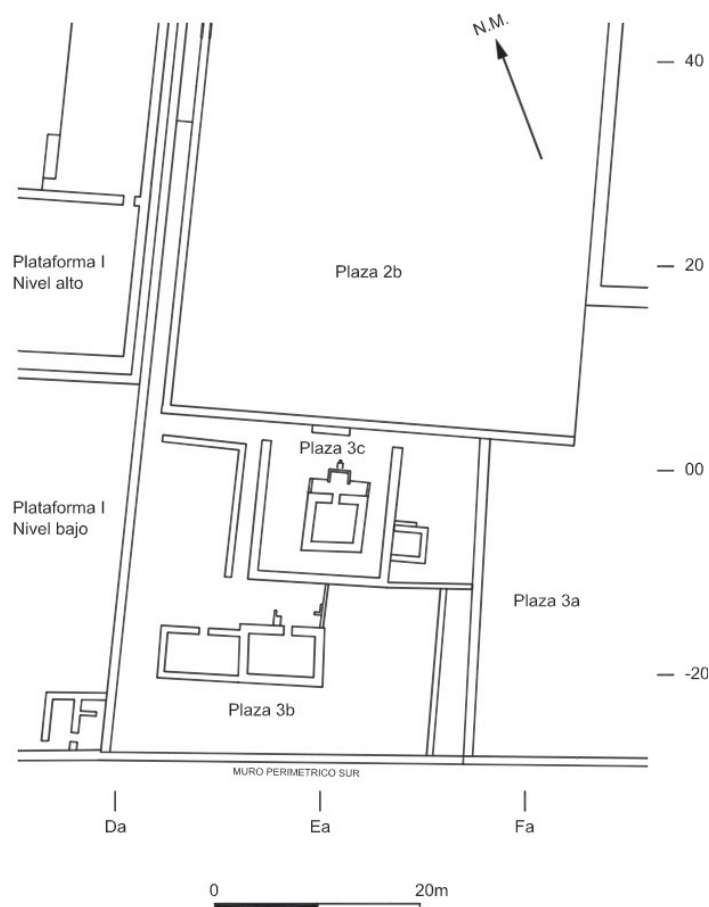 N.M.
40
Plataforma I
Nivel alto
Plaza 2b
20
Plaza 3c
00
Plataforma I
Nivel bajo
Plaza 3a
-20
Plaza 3b
MURO PERIMETRICO SUR
Da
Ea
Fa
0
20m